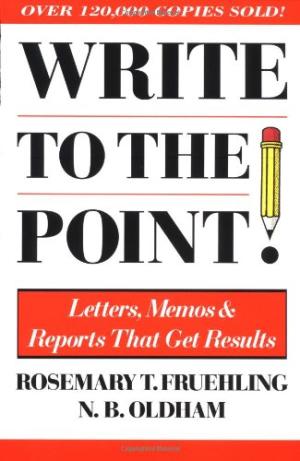 OVER 120,000 COPIES SOLD!
WRITE
TO THE
POINT!
Letters, Memos &
Reports That Get Results
ROSEMARY T. FRUEHLING
N. B. OLDHAM